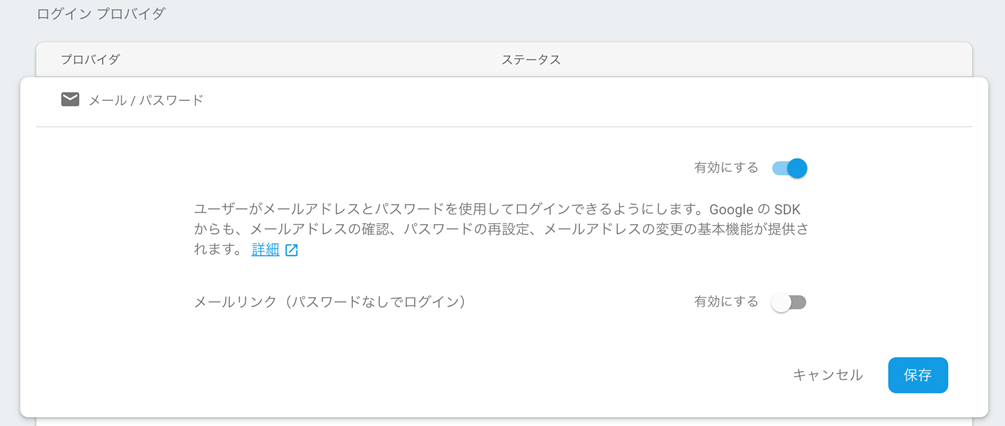 ログイン プロバイダ
プロバイダ ステータス
メール / パスワード
有効にする
ユーザーがメールアドレスとパスワードを使用してログインできるようにします。Google の SDK
からも、メールアドレスの確認、パスワードの再設定、メールアドレスの変更の基本機能が提供さ
れます。 詳細
メールリンク（パスワードなしでログイン） 有効にする
キャンセル 保存